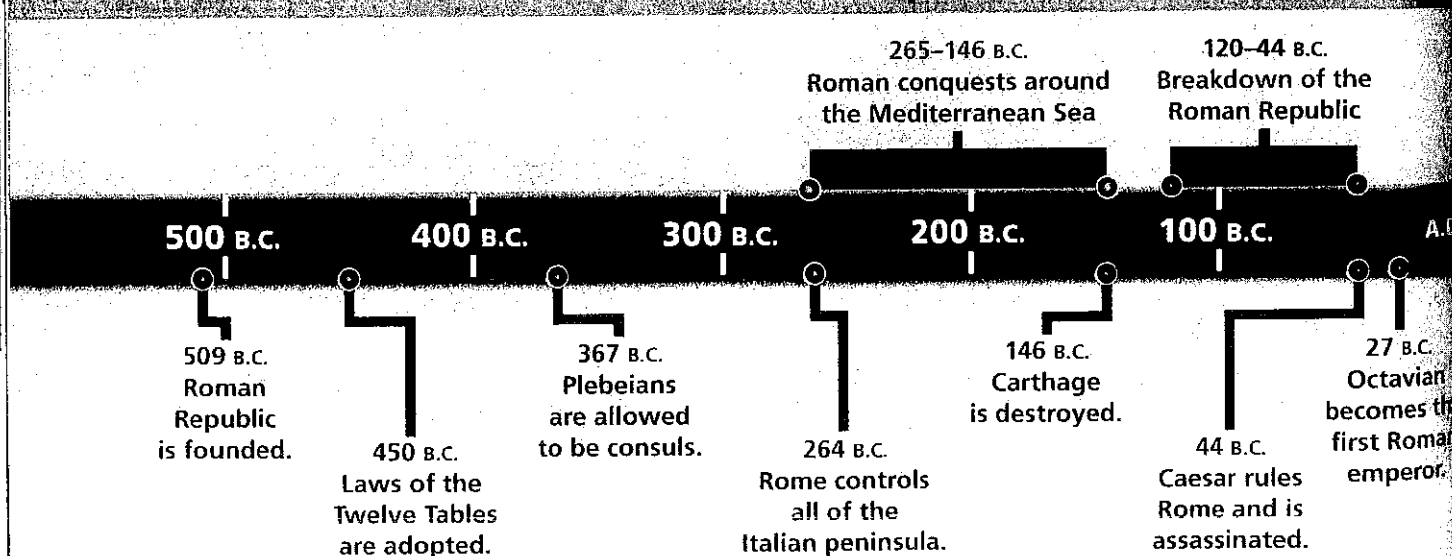 265–146 B.C.
Roman conquests around
the Mediterranean Sea
120–44 B.C.
Breakdown of the
Roman Republic
500 B.C.
400 B.C.
300 B.C.
200 B.C.
100 B.C.
509 B.C.
Roman
Republic
is founded.
450 B.C.
Laws of the
Twelve Tables
are adopted.
367 B.C.
Plebeians
are allowed
to be consuls.
264 B.C.
Rome controls
all of the
Italian peninsula.
146 B.C.
Carthage
is destroyed.
44 B.C.
Caesar rules
Rome and is
assassinated.
27 B.C.
Octavian
becomes
first
emperor.